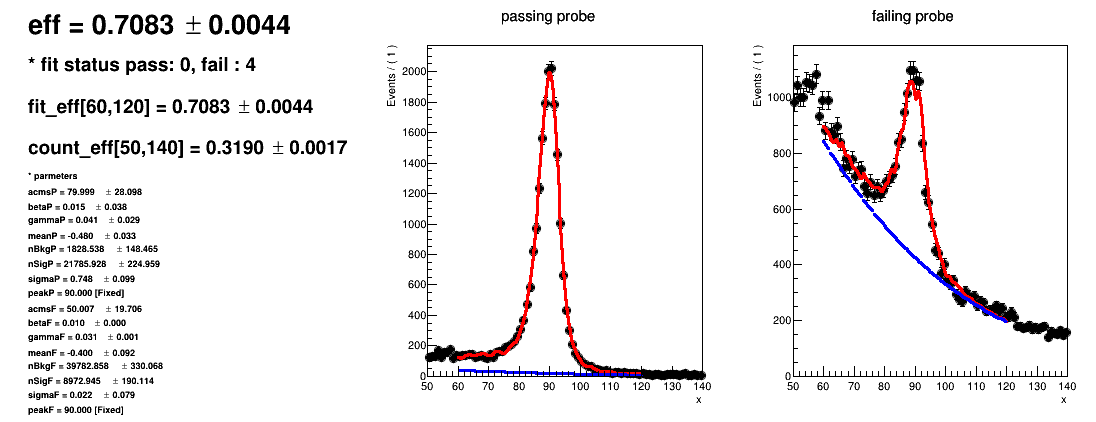 eff = 0.7083 ± 0.0044
* fit status pass: 0, fail : 4
fit_eff[60,120] = 0.7083 ± 0.0044
count_eff[50,140] = 0.3190 ± 0.0017
* parmeters
acmsP = 79.999 ± 28.098
betaP = 0.015 ± 0.038
gammaP = 0.041 ± 0.029
meanP = -0.480 ± 0.033
nBkgP = 1828.538 ± 148.465
nSigP = 21785.928 ± 224.959
sigmaP = 0.748 ± 0.099
peakP = 90.000 [Fixed]
acmsF = 50.007 ± 19.706
betaF = 0.010 ± 0.000
gammaF = 0.031 ± 0.001
meanF = -0.400 ± 0.092
nBkgF = 39782.858 ± 330.068
nSigF = 8972.945 ± 190.114
sigmaF = 0.022 ± 0.079
peakF = 90.000 [Fixed]
passing probe
Events / ( 1 )
2000
1800
1600
1400
1200
1000
800
600
400
200
0
50 60 70 80 90 100 110 120 130 140
x
failing probe
Events / ( 1 )
1000
800
600
400
200
0
50 60 70 80 90 100 110 120 130 140
x